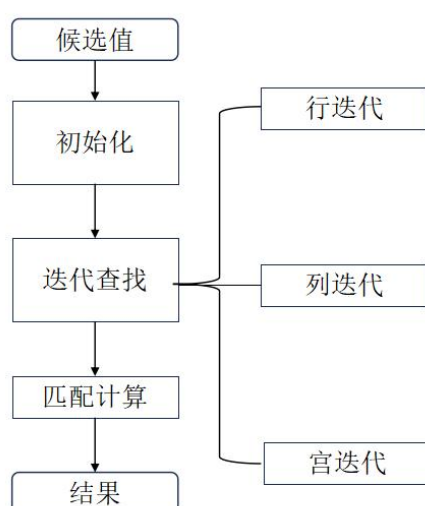 候选值
初始化
迭代查找
匹配计算
结果
行迭代
列迭代
宫迭代